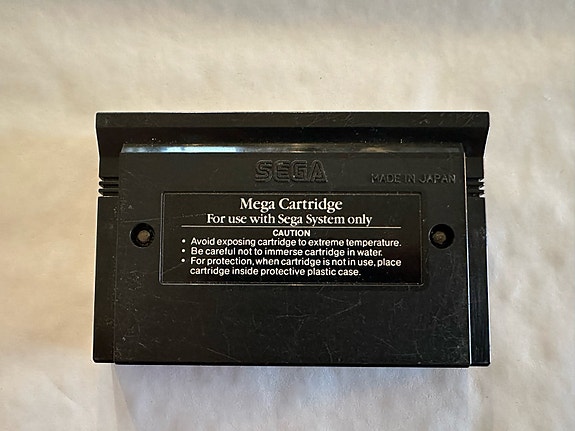 SEGA
MADE IN JAPAN
Mega Cartridge
For use with Sega System only
CAUTION
• Avoid exposing cartridge to extreme temperature.
• Be careful not to immerse cartridge in water.
• For protection, when cartridge is not in use, place
cartridge inside protective plastic case.